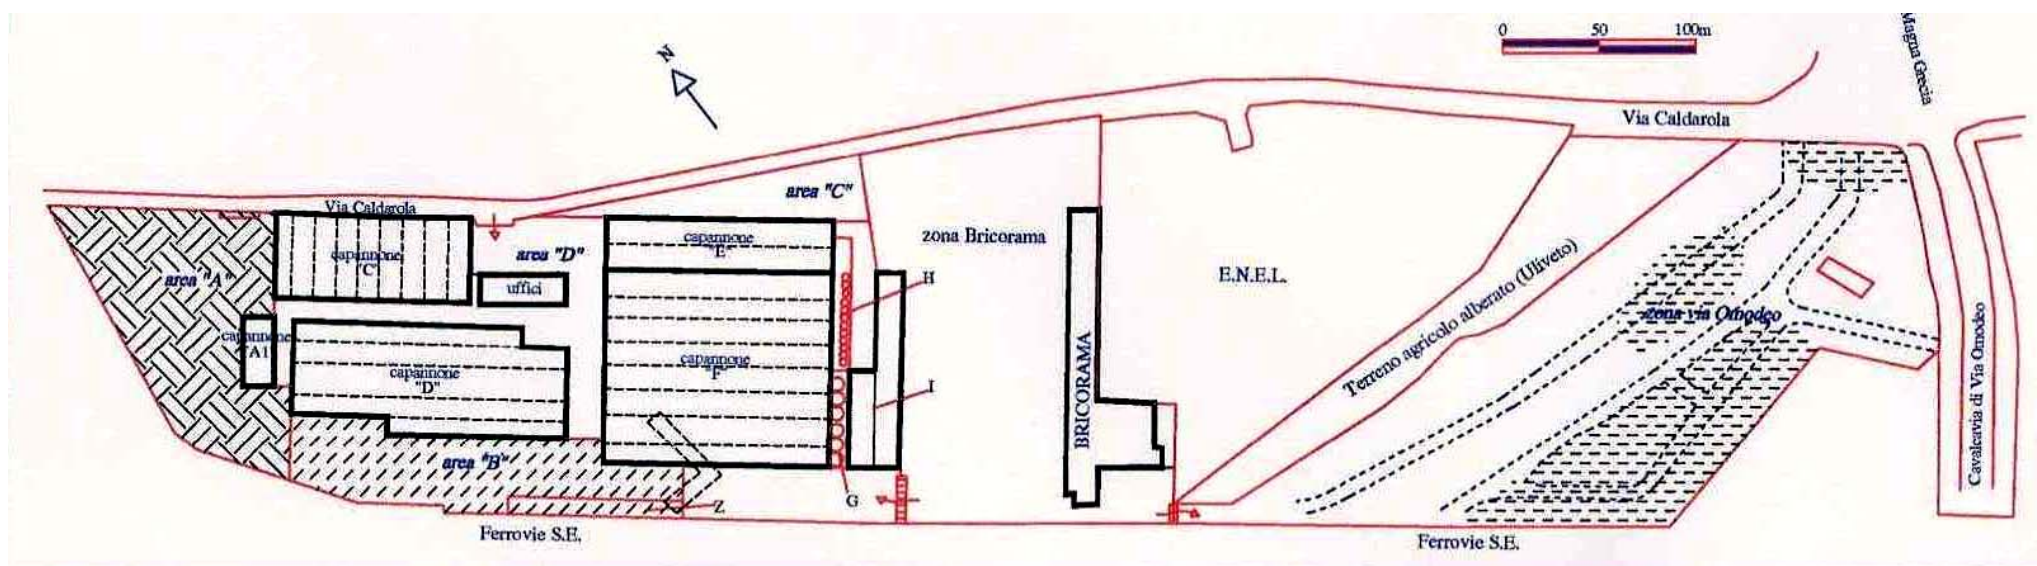 N
0 50 100m
Magna Grecia
Via Caldarola
Via Caldarola
area "A"
capannone
"C"
area "D"
uffici
area "C"
capannone
"E"
zona Bricorama
H
E.N.E.L.
Terreno agricolo alberato (Uliveto)
zona via Omodeo
Cavalcavia di Via Omodeo
capannone
"A1"
capannone
"D"
capannone
"F"
I
BRICORAMA
area "B"
Z
G
Ferrovie S.E.
Ferrovie S.E.